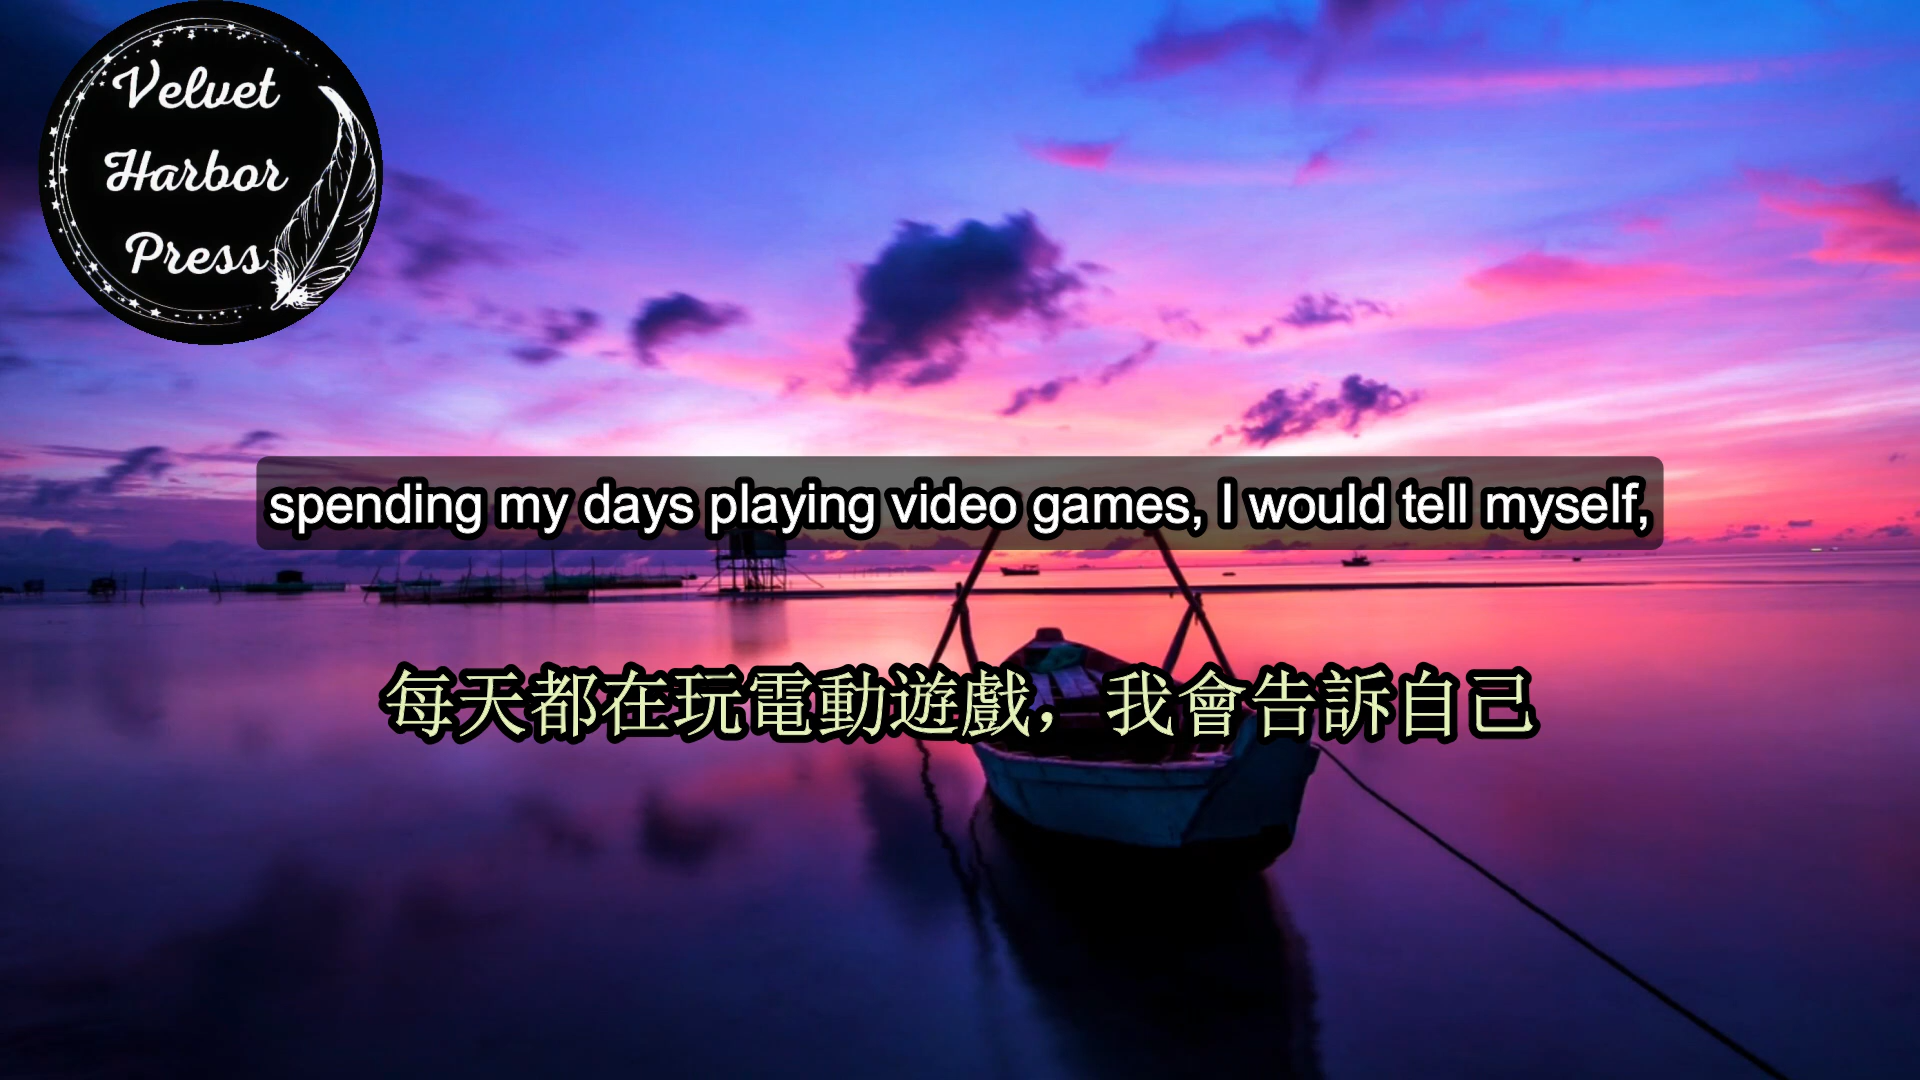 Velvet
Harbor
Press
spending my days playing video games, I would tell myself,
每天都在玩電動遊戲，我會告訴自己